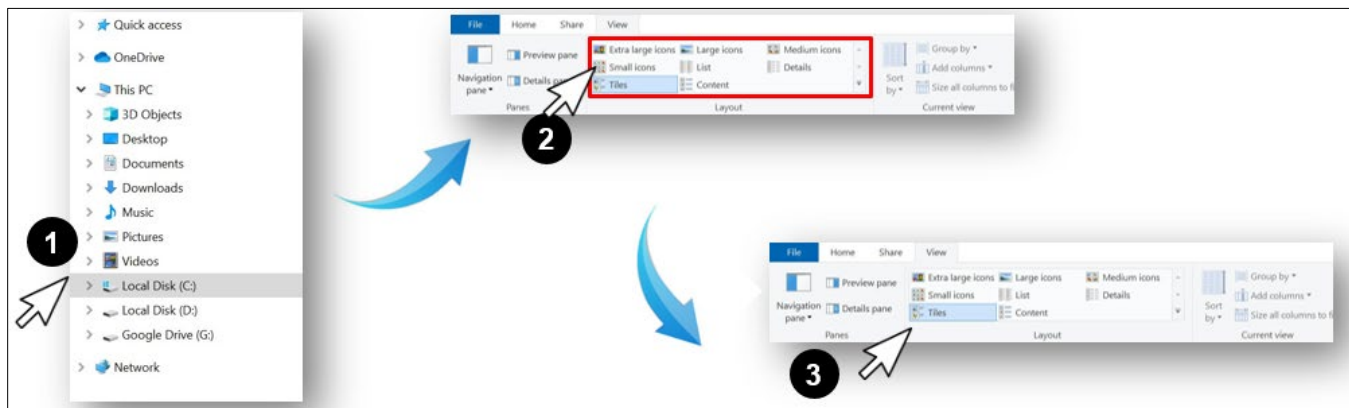 Quick access
OneDrive
This PC
3D Objects
Desktop
Documents
Downloads
Music
1
Pictures
Videos
Local Disk (C:)
Local Disk (D:)
Google Drive (G:)
Network
File Home Share View
Extra large icons Large icons Medium icons
Small icons List Details
Tiles Content
Preview pane
Details
Navigation pane
Panes
Layout
Sort by
Group by
Add columns
Size all columns to
Current view
2
File Home Share View
Extra large icons Large icons Medium icons
Small icons List Details
Tiles Content
Preview pane
Details pane
Navigation pane
Panes
Layout
Sort by
Group by
Add columns
Size all columns to
Current view
3